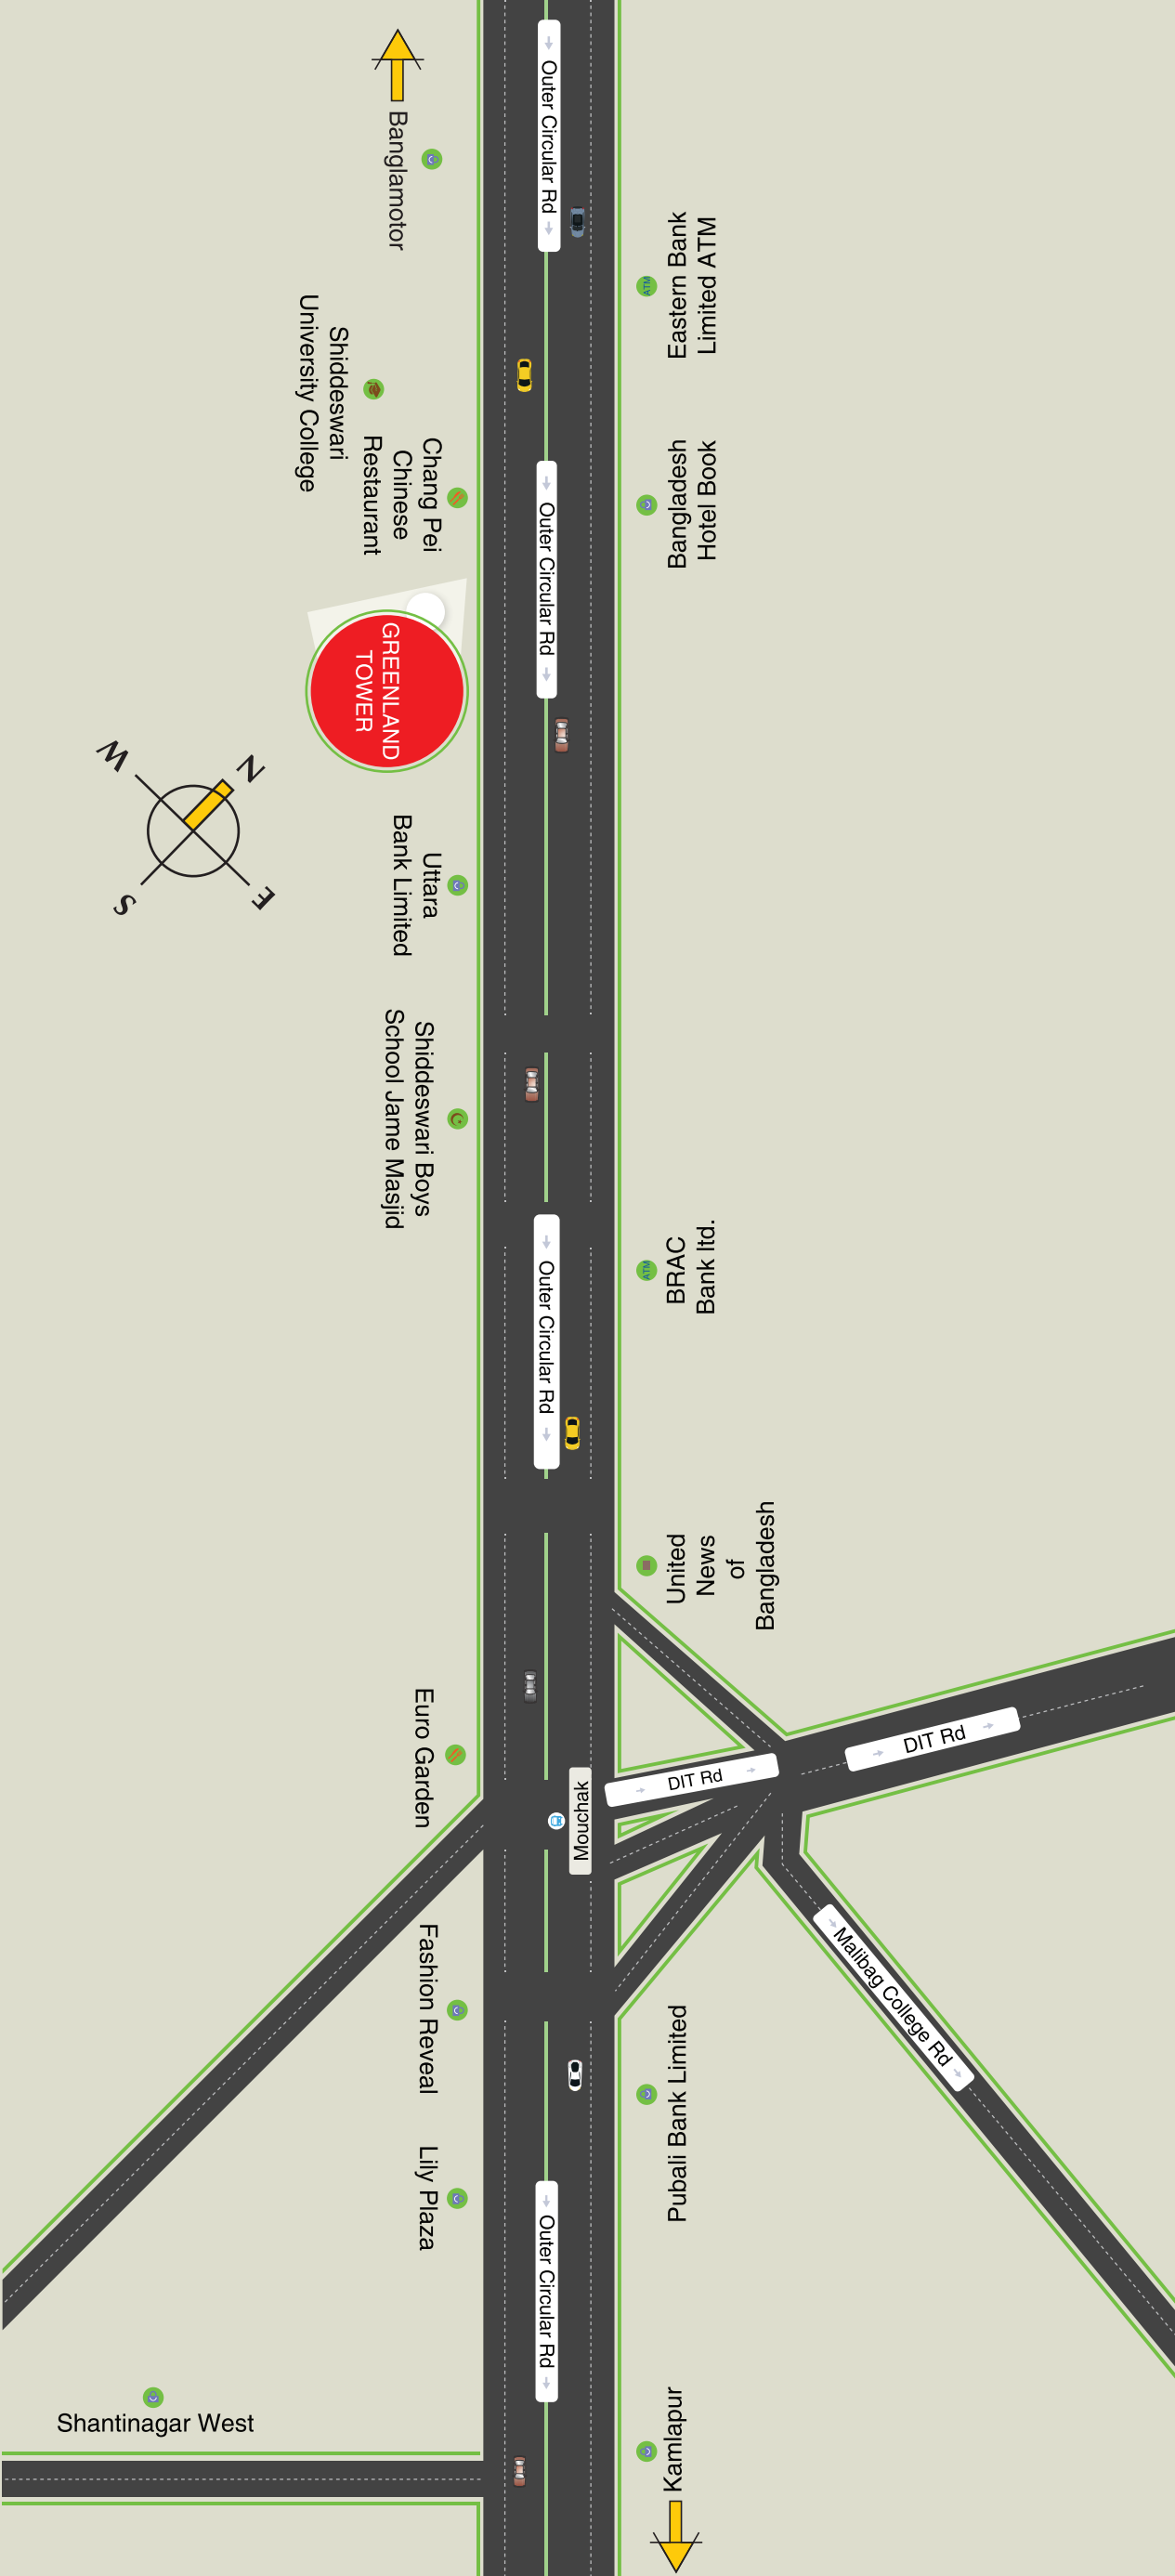 Outer Circular Rd
Banglamotor
Eastern Bank
Limited ATM
ATM
Shiddeswari
University College
Chang Pei
Chinese
Restaurant
Bangladesh
Hotel Book
Outer Circular Rd
GREENLAND
TOWER
N
W
E
S
Uttara
Bank Limited
Shiddeswari Boys
School Jame Masjid
BRAC
Bank ltd.
ATM
Outer Circular Rd
United
News
of
Bangladesh
DIT Rd
DIT Rd
Euro Garden
Mouchak
Malibag College Rd
Fashion Reveal
Pubali Bank Limited
Lily Plaza
Outer Circular Rd
Shantinagar West
Kamlapur